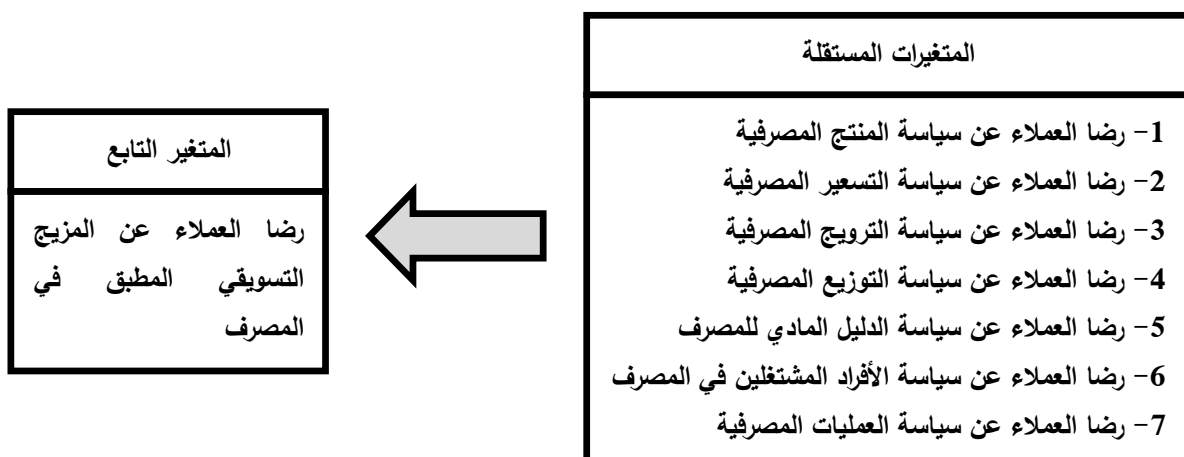 المتغيرات المستقلة
1- رضا العملاء عن سياسة المنتج المصرفية
2- رضا العملاء عن سياسة التسعير المصرفية
3- رضا العملاء عن سياسة الترويج المصرفية
4- رضا العملاء عن سياسة التوزيع المصرفية
5- رضا العملاء عن سياسة الدليل المادي للمصرف
6- رضا العملاء عن سياسة الأفراد المشتغلين في المصرف
7- رضا العملاء عن سياسة العمليات المصرفية
المتغير التابع
رضا العملاء عن المزيج
التسويقي المطبق في
المصرف